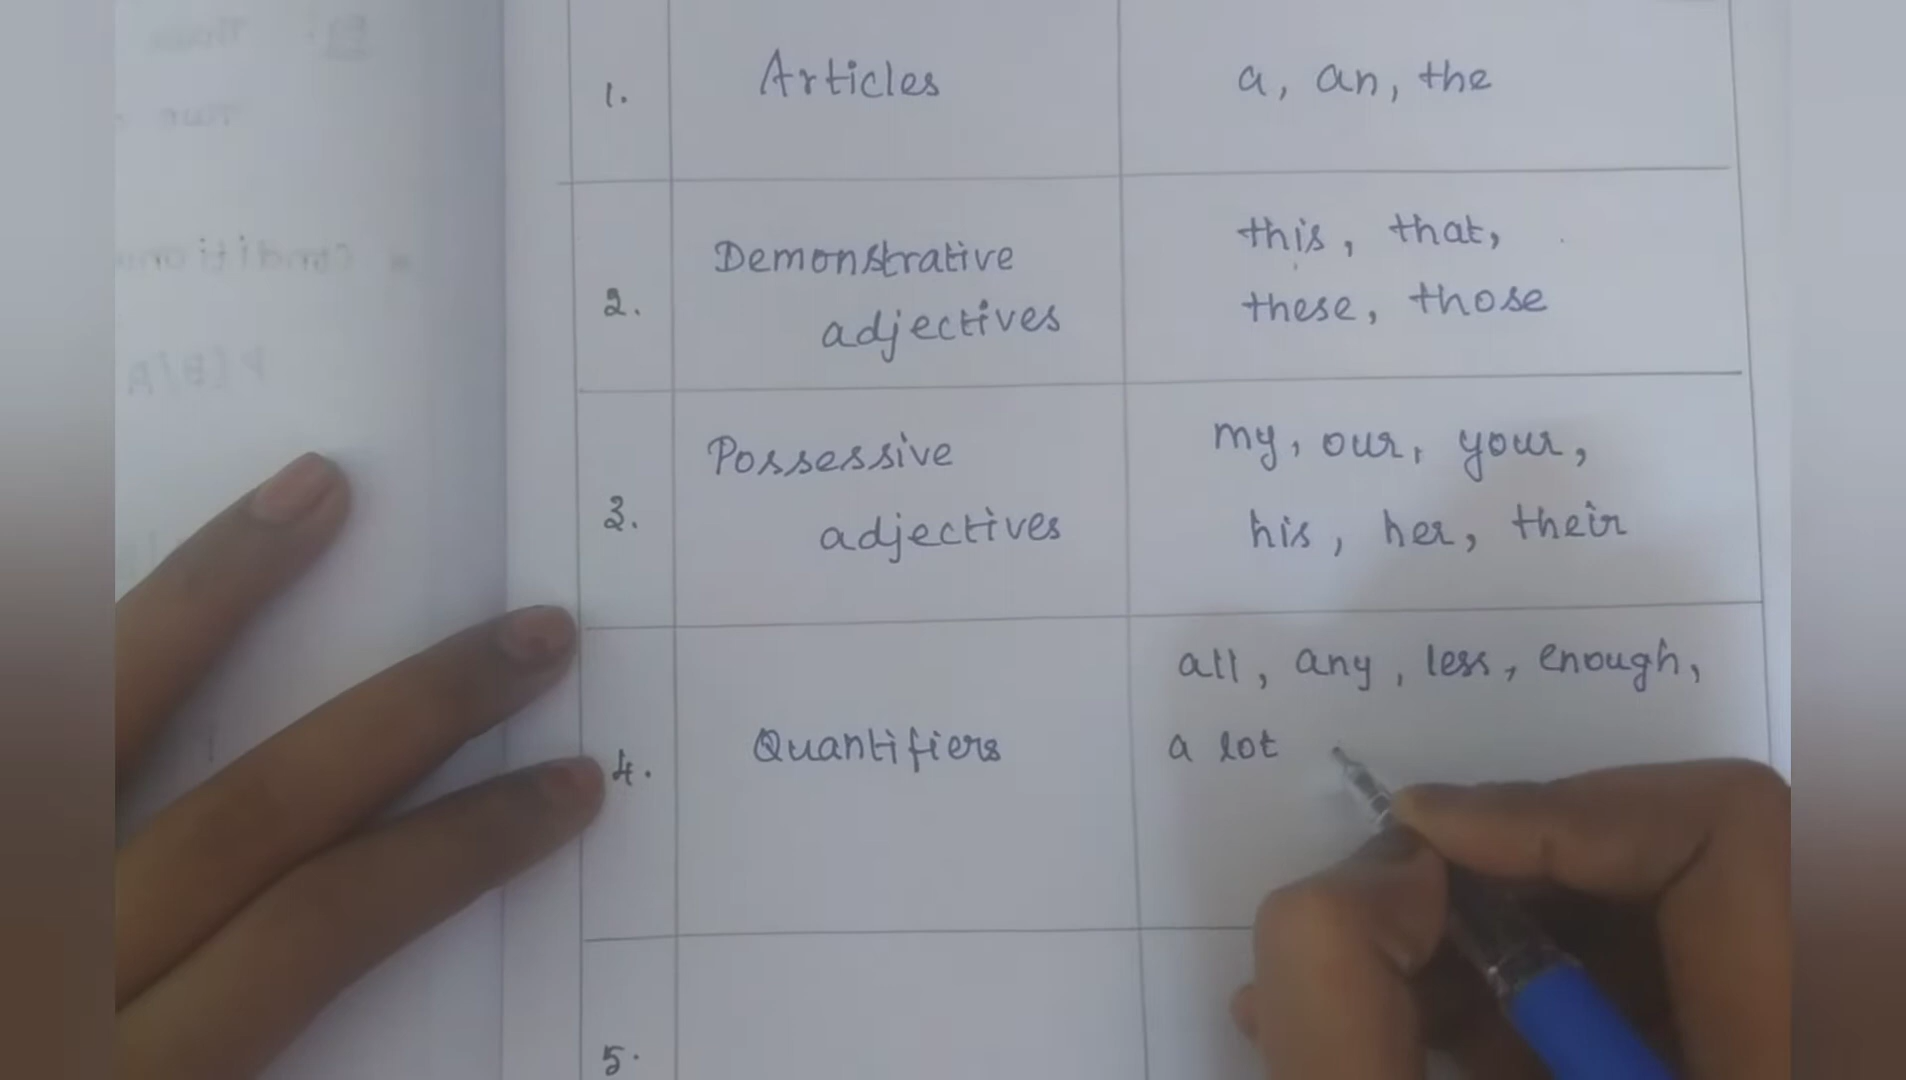 1. Articles a, an, the
2. Demonstrative adjectives this, that,
these, those
3. Possessive adjectives my, our, your,
his, her, their
4. Quantifiers all, any, less, enough,
a lot
5.